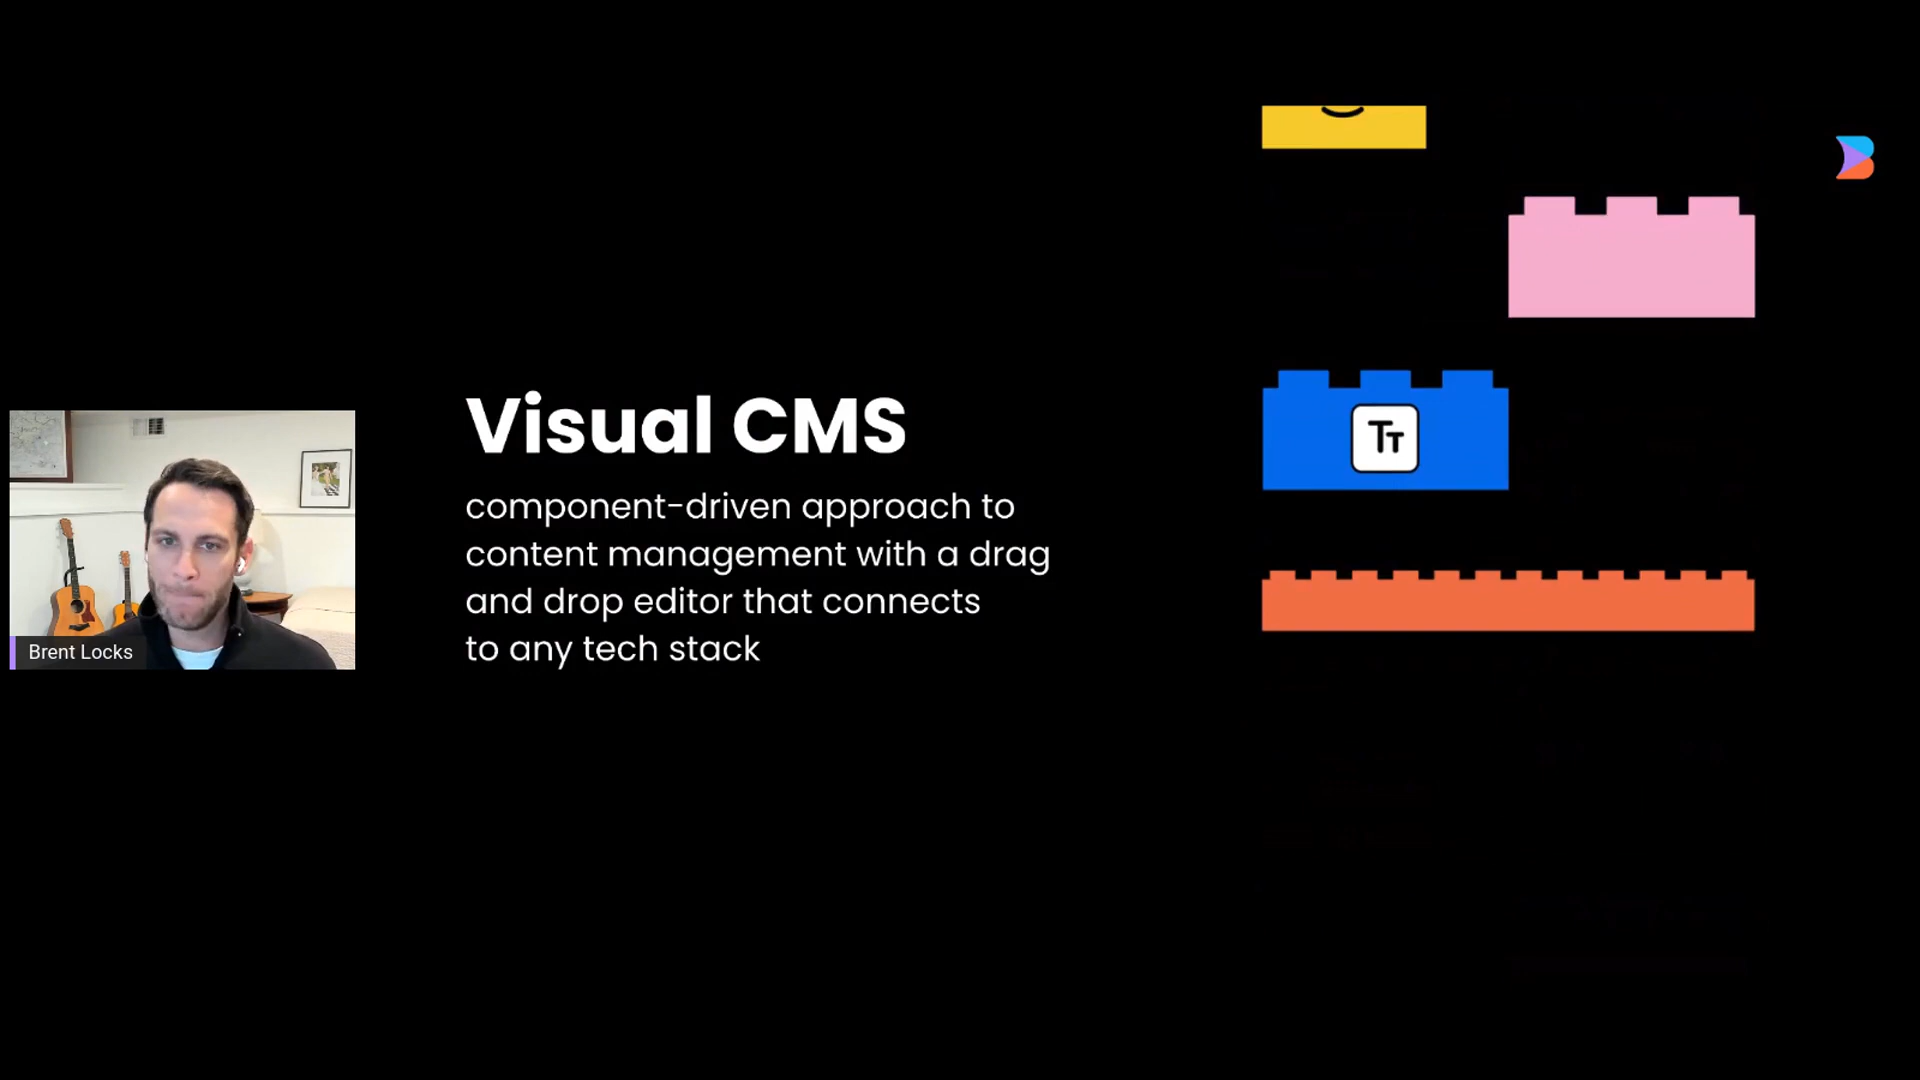 Visual CMS
component-driven approach to
content management with a drag
and drop editor that connects
to any tech stack
TT
Brent Locks